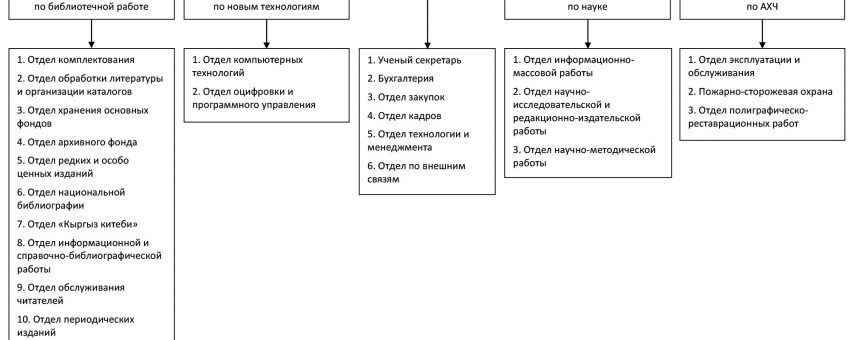 по библиотечной работе
по новым технологиям
по науке
по АХЧ
1. Отдел комплектования
2. Отдел обработки литературы
и организации каталогов
3. Отдел хранения основных
фондов
4. Отдел архивного фонда
5. Отдел редких и особо
ценных изданий
6. Отдел национальной
библиографии
7. Отдел «Кыргыз китеби»
8. Отдел информационной и
справочно-библиографической
работы
9. Отдел обслуживания
читателей
10. Отдел периодических
изданий
1. Отдел компьютерных
технологий
2. Отдел оцифровки и
программного управления
1. Ученый секретарь
2. Бухгалтерия
3. Отдел закупок
4. Отдел кадров
5. Отдел технологии и
менеджмента
6. Отдел по внешним
связям
1. Отдел информационно-
массовой работы
2. Отдел научно-
исследовательской и
редакционно-издательской
работы
3. Отдел научно-методической
работы
1. Отдел эксплуатации и
обслуживания
2. Пожарно-сторожевая охрана
3. Отдел полиграфическо-
реставрационных работ